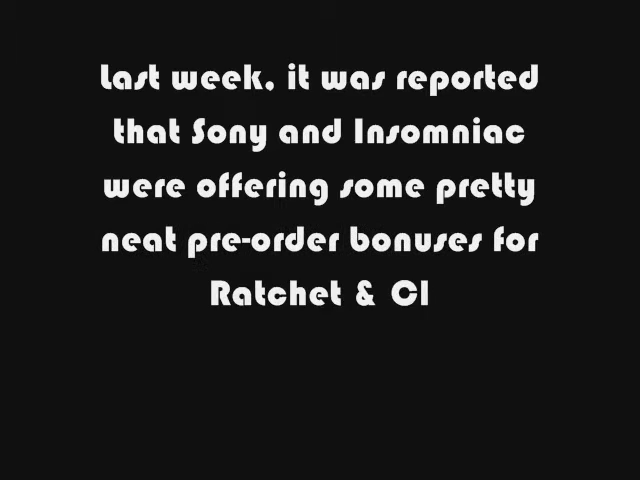 Last week, it was reported
that Sony and Insomniac
were offering some pretty
neat pre-order bonuses for
Ratchet & Cl